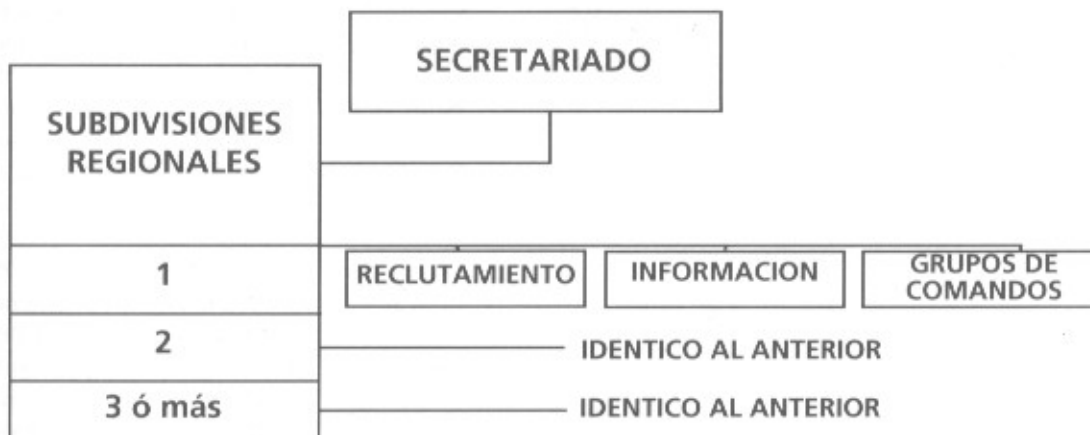 SECRETARIADO
SUBDIVISIONES
REGIONALES
1
RECLUTAMIENTO
INFORMACION
GRUPOS DE
COMANDOS
2
IDENTICO AL ANTERIOR
3 ó más
IDENTICO AL ANTERIOR